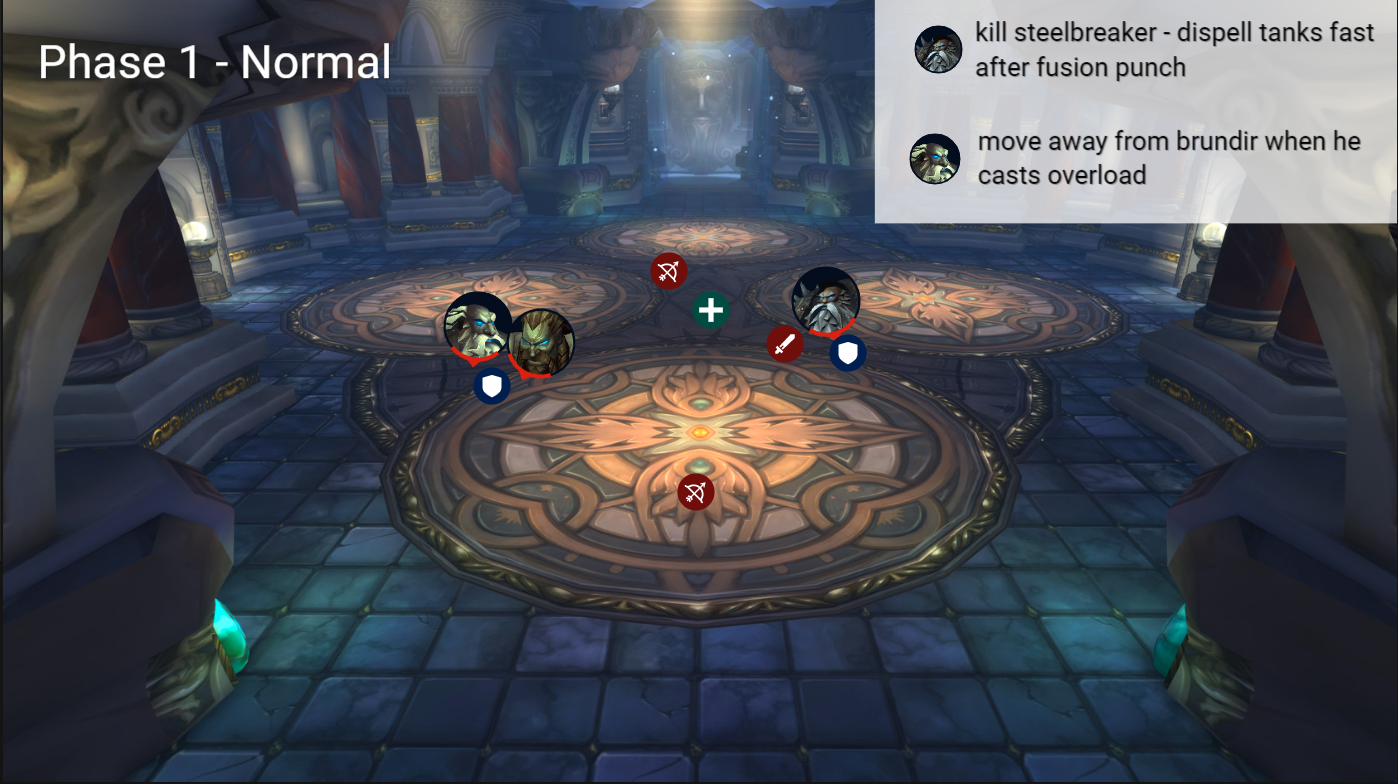 Phase 1 - Normal
kill steelbreaker - dispell tanks fast
after fusion punch
move away from brundir when he
casts overload